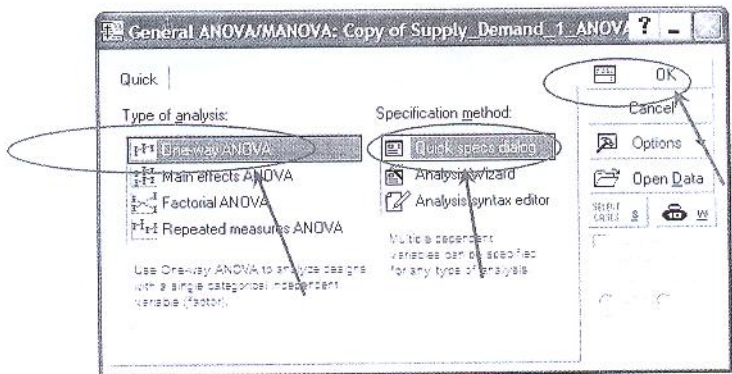 General ANOVA/MANOVA: Copy of Supply_Demand_1_ANOVA ? -
Quick
Type of analysis:
One-way ANOVA
Main effects ANOVA
Factorial ANOVA
Repeated measures ANOVA
Use One-way ANOVA to analyze designs
with a single categorical independent
variable (factor).
Specification method:
Quick specs dialog
Analysis Wizard
Analysis syntax editor
Multiple dependent
variables can be specified
for any type of analysis
OK
Cancel
Options
Open Data
SELECT
CASES S W